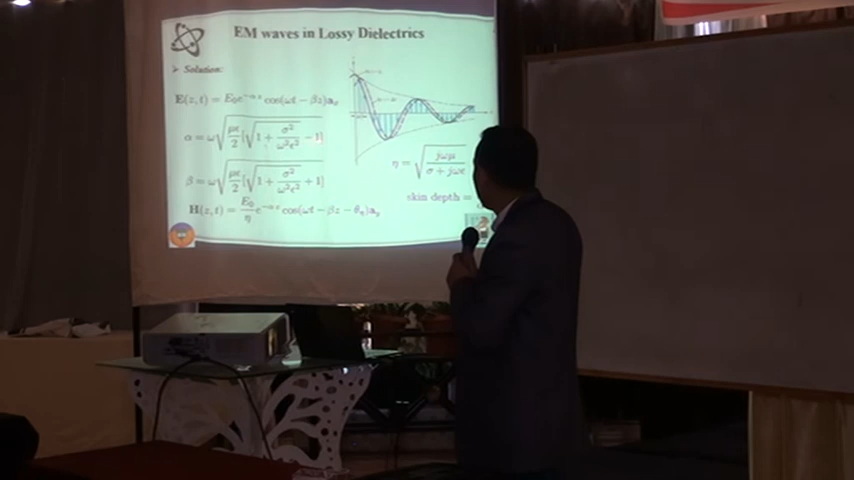 EM waves in Lossy Dielectrics
➢ Solution:
E(z, t) = E₀e^{-αz} cos(ωt − βz)aₓ
α = ω√(με/2 [√(1 + σ²/ω²ε²) − 1])
η = √(jωμ/(σ + jωε))
β = ω√(με/2 [√(1 + σ²/ω²ε²) + 1])
skin depth =
H(z, t) = E₀/η e^{-αz} cos(ωt − βz − θ_η)a_y